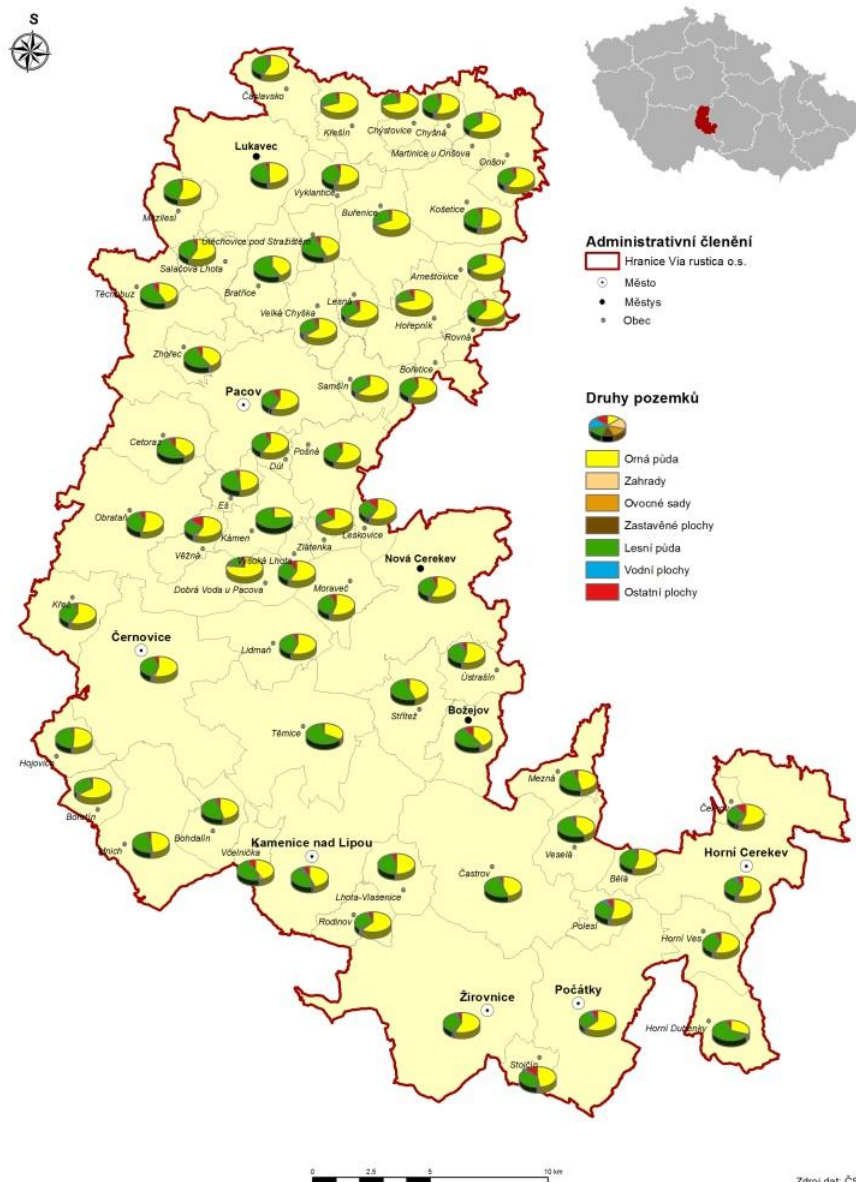 S
Čáslavsko
Křešín
Chýstovice
Chyšná
Martinice u Onšova
Onšov
Lukavec
Vyklantice
Buřenice
Košetice
Mezilesí
Útěchovice pod Stražištěm
Salačova Lhota
Bratřice
Arneštovice
Těchobuz
Lesná
Velká Chyška
Hořepník
Rovná
Zhořec
Bořetice
Pacov
Samšín
Cetoraz
Důl
Pošná
Eš
Obrataň
Kámen
Leskovice
Zlátenka
Věžná
Vysoká Lhota
Dobrá Voda u Pacova
Moraveč
Nová Cerekev
Křeč
Černovice
Lidmaň
Ústrašín
Střítež
Božejov
Těmice
Hojovice
Mezná
Bohdalín
Včelnička
Kamenice nad Lipou
Veselá
Horní Cerekev
Bělá
Lhota-Vlasenice
Častrov
Rodinov
Polesí
Horní Ves
Žirovnice
Počátky
Horní Dubenky
Stojčín
Administrativní členění
Hranice Via rustica o.s.
Město
Městys
Obec
Druhy pozemků
Orná půda
Zahrady
Ovocné sady
Zastavěné plochy
Lesní půda
Vodní plochy
Ostatní plochy
0 2,5 5 10 km
Zdroj dat: